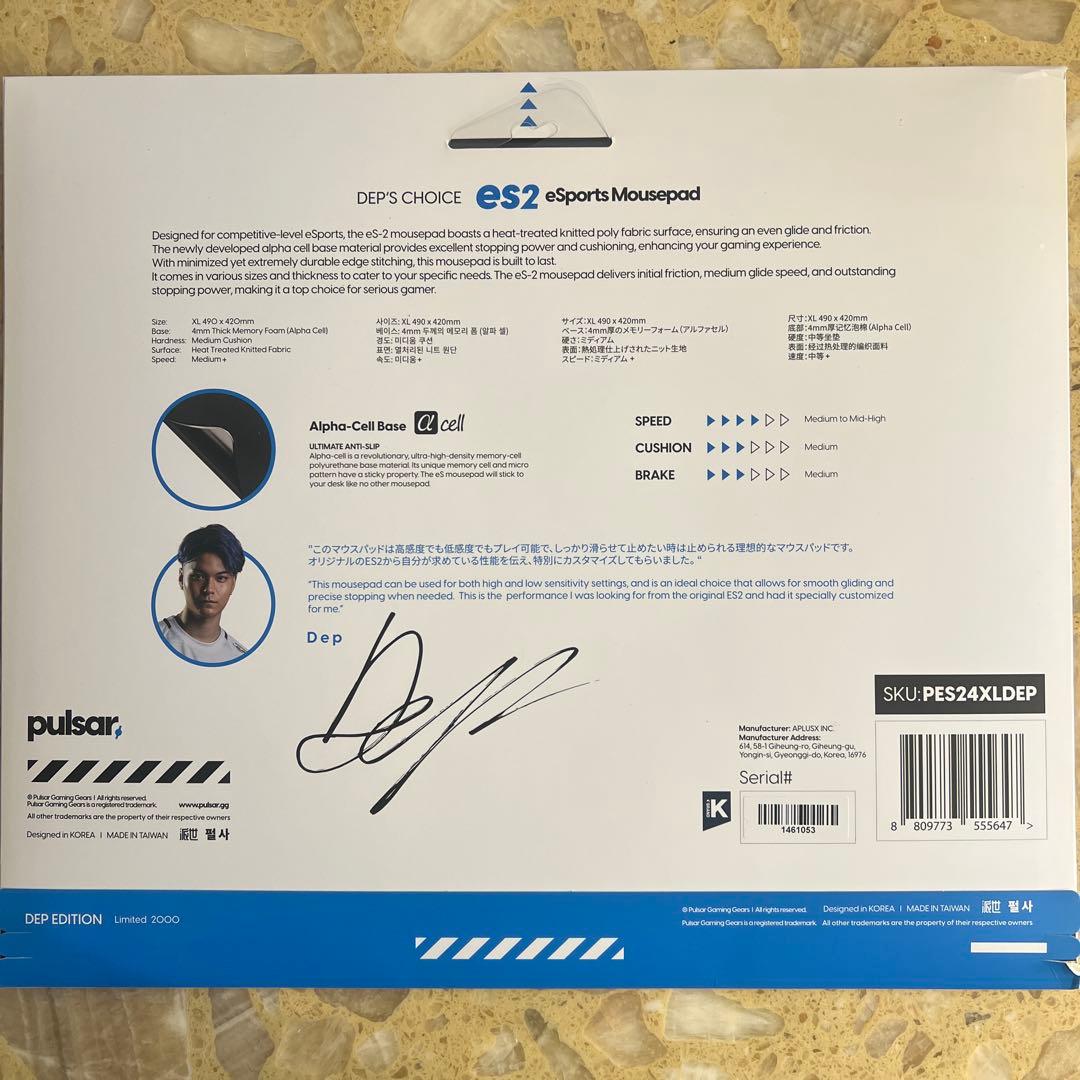 DEP'S CHOICE es2 eSports Mousepad
Designed for competitive-level eSports, the eS-2 mousepad boasts a heat-treated knitted poly fabric surface, ensuring an even glide and friction.
The newly developed alpha cell base material provides excellent stopping power and cushioning, enhancing your gaming experience.
With minimized yet extremely durable edge stitching, this mousepad is built to last.
It comes in various sizes and thickness to cater to your specific needs. The eS-2 mousepad delivers initial friction, medium glide speed, and outstanding
stopping power, making it a top choice for serious gamer.
Size: XL 490 x 420mm
Base: 4mm Thick Memory Foam (Alpha Cell)
Hardness: Medium Cushion
Surface: Heat Treated Knitted Fabric
Speed: Medium+
사이즈: XL 490 x 420mm
베이스: 4mm 두께의 메모리 폼 (알파 셀)
경도: 미디움 쿠션
표면: 열처리된 니트 원단
속도: 미디움+
サイズ: XL 490 x 420mm
ベース: 4mm厚のメモリーフォーム (アルファセル)
硬さ: ミディアム
表面: 熱処理仕上げされたニット生地
スピード: ミディアム +
尺寸: XL 490 x 420mm
底部: 4mm厚记忆泡棉 (Alpha Cell)
硬度: 中等坐垫
表面: 经过热处理的编织面料
速度: 中等 +
Alpha-Cell Base α cell
ULTIMATE ANTI-SLIP
Alpha-cell is a revolutionary, ultra-high-density memory-cell
polyurethane base material. Its unique memory cell and micro
pattern have a sticky property. The eS mousepad will stick to
your desk like no other mousepad.
SPEED Medium to Mid-High
CUSHION Medium
BRAKE Medium
"このマウスパッドは高感度でも低感度でもプレイ可能で、しっかり滑らせて止めたい時は止められる理想的なマウスパッドです。
オリジナルのES2から自分が求めている性能を伝え、特別にカスタマイズしてもらいました。"
"This mousepad can be used for both high and low sensitivity settings, and is an ideal choice that allows for smooth gliding and
precise stopping when needed. This is the performance I was looking for from the original ES2 and had it specially customized
for me."
Dep
Dep
SKU: PES24XLDEP
pulsar
® Pulsar Gaming Gears | All rights reserved.
Pulsar Gaming Gears is a registered trademark. www.pulsar.gg
All other trademarks are the property of their respective owners
Designed in KOREA | MADE IN TAIWAN 派世 펄사
Manufacturer: APLUSX INC.
Manufacturer Address:
614, 58-1 Giheung-ro, Giheung-gu,
Yongin-si, Gyeonggi-do, Korea, 16976
Serial#
K
1461053
8 809773 555647 >
DEP EDITION Limited 2000
® Pulsar Gaming Gears | All rights reserved. Designed in KOREA | MADE IN TAIWAN 派世 펄사
Pulsar Gaming Gears is a registered trademark. All other trademarks are the property of their respective owners